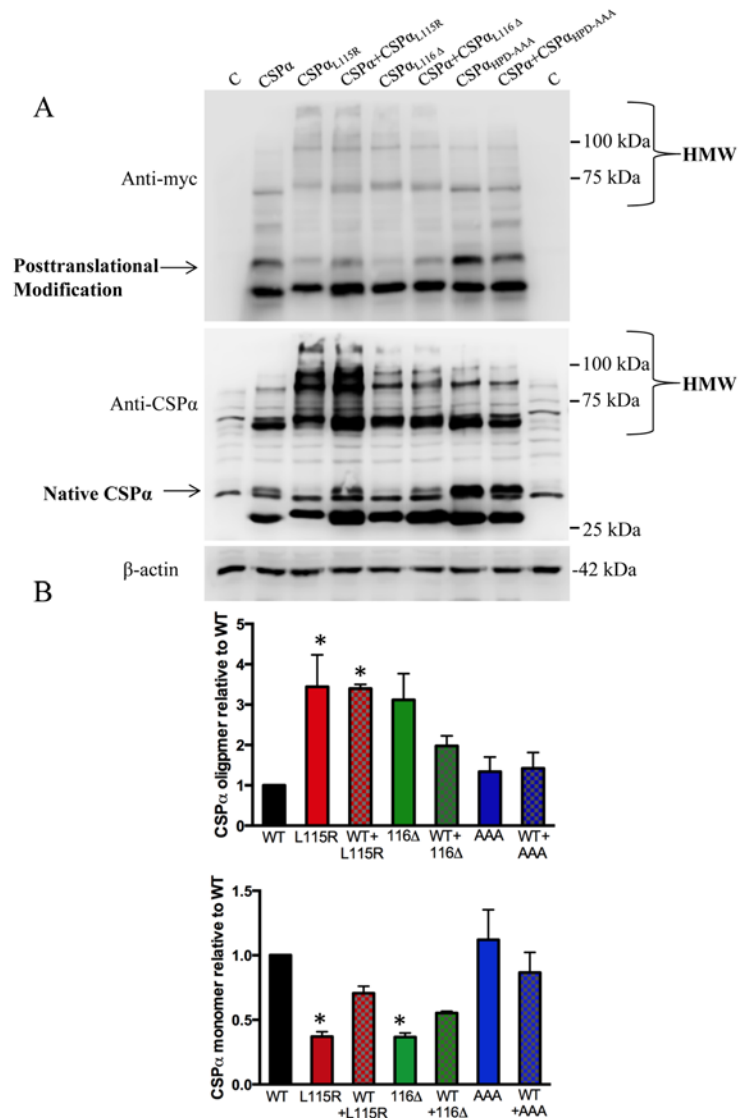 C CSPα CSPαL115R CSPα+CSPαL115R CSPαL116Δ CSPα+CSPαL116Δ CSPαHPD-AAA CSPα+CSPαHPD-AAA C
A
Anti-myc
100 kDa
75 kDa
HMW
Posttranslational
Modification
Anti-CSPα
100 kDa
75 kDa
HMW
Native CSPα
25 kDa
β-actin
-42 kDa
B
CSPα oligpmer relative to WT
5
4
3
2
1
0
* *
WT L115R WT+ 116Δ WT+ AAA WT+
L115R 116Δ AAA
CSPα monomer relative to WT
1.5
1.0
0.5
0.0
* *
WT L115R WT 116Δ WT AAA WT
+L115R +116Δ +AAA